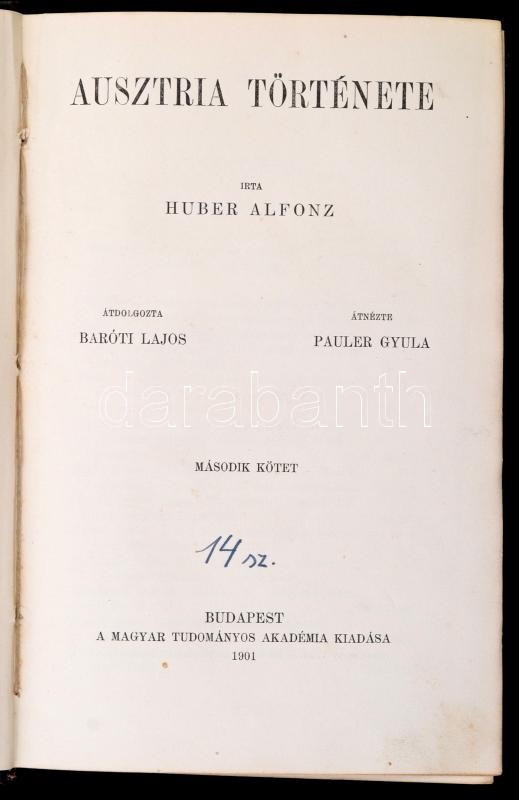 AUSZTRIA TÖRTÉNETE
IRTA
HUBER ALFONZ
ÁTDOLGOZTA
BARÓTI LAJOS
ÁTNÉZTE
PAULER GYULA
darabanth
MÁSODIK KÖTET
14 sz.
BUDAPEST
A MAGYAR TUDOMÁNYOS AKADÉMIA KIADÁSA
1901